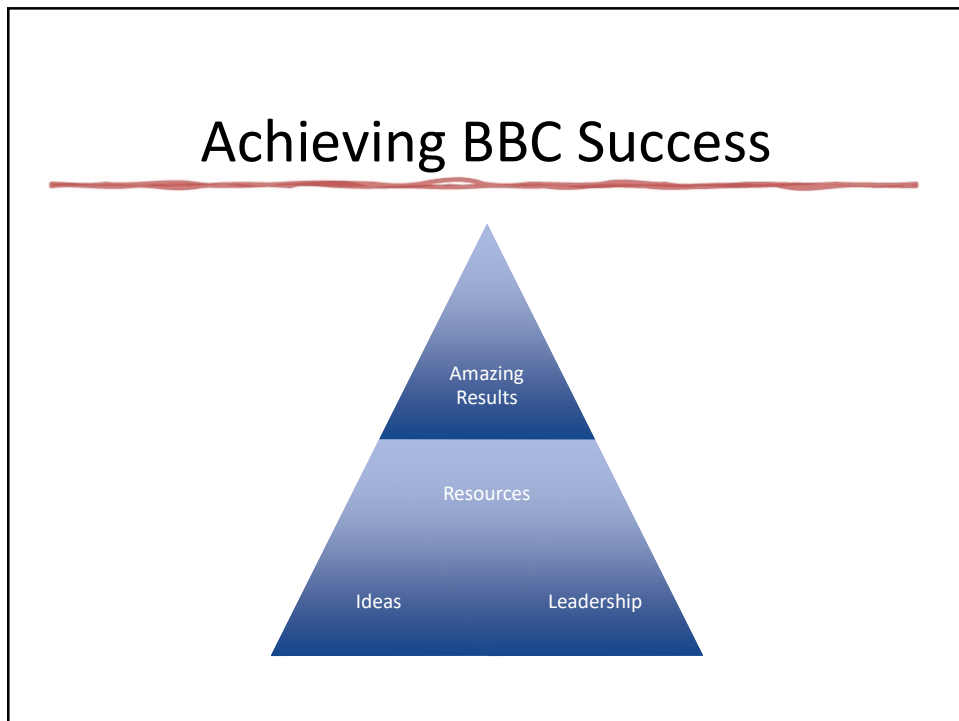 Achieving BBC Success
Amazing
Results
Resources
Ideas
Leadership